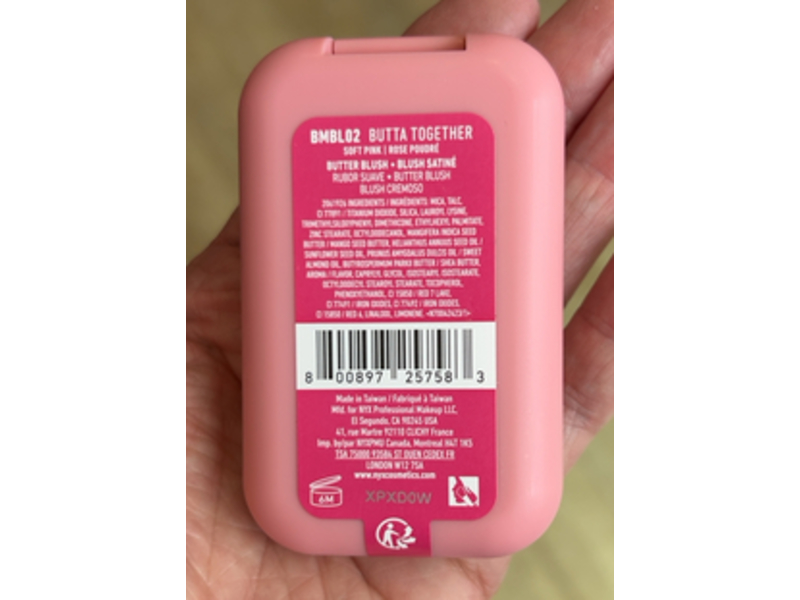 BMBL02 BUTTA TOGETHER
SOFT PINK | ROSE POUDRÉ
BUTTER BLUSH • BLUSH SATINÉ
RUBOR SUAVE • BUTTER BLUSH
BLUSH CREMOSO
2041926 INGREDIENTS / INGRÉDIENTS: MICA, TALC,
CI 77891 / TITANIUM DIOXIDE, SILICA, LAUROYL LYSINE,
TRIMETHYLSILOXYPHENYL DIMETHICONE, ETHYLHEXYL PALMITATE,
ZINC STEARATE, OCTYLDODECANOL, MANGIFERA INDICA SEED
BUTTER / MANGO SEED BUTTER, HELIANTHUS ANNUUS SEED OIL /
SUNFLOWER SEED OIL, PRUNUS AMYGDALUS DULCIS OIL / SWEET
ALMOND OIL, BUTYROSPERMUM PARKII BUTTER / SHEA BUTTER,
AROMA / FLAVOR, CAPRYLYL GLYCOL, ISOSTEARYL ISOSTEARATE,
OCTYLDODECYL STEAROYL STEARATE, TOCOPHEROL,
PHENOXYETHANOL, CI 15850 / RED 7 LAKE,
CI 77491 / IRON OXIDES, CI 77492 / IRON OXIDES,
CI 15850 / RED 6, LINALOOL, LIMONENE. <N70042423/1>
8 00897 25758 3
Made in Taiwan / Fabriqué à Taiwan
Mfd. for NYX Professional Makeup LLC,
El Segundo, CA 90245 USA
41, rue Martre 92110 CLICHY France
Imp. by/par NYXPMU Canada, Montreal H4T 1K5
TSA 75000 93584 ST OUEN CEDEX FR
LONDON W12 7SA
www.nyxcosmetics.com
6M XPXD0W